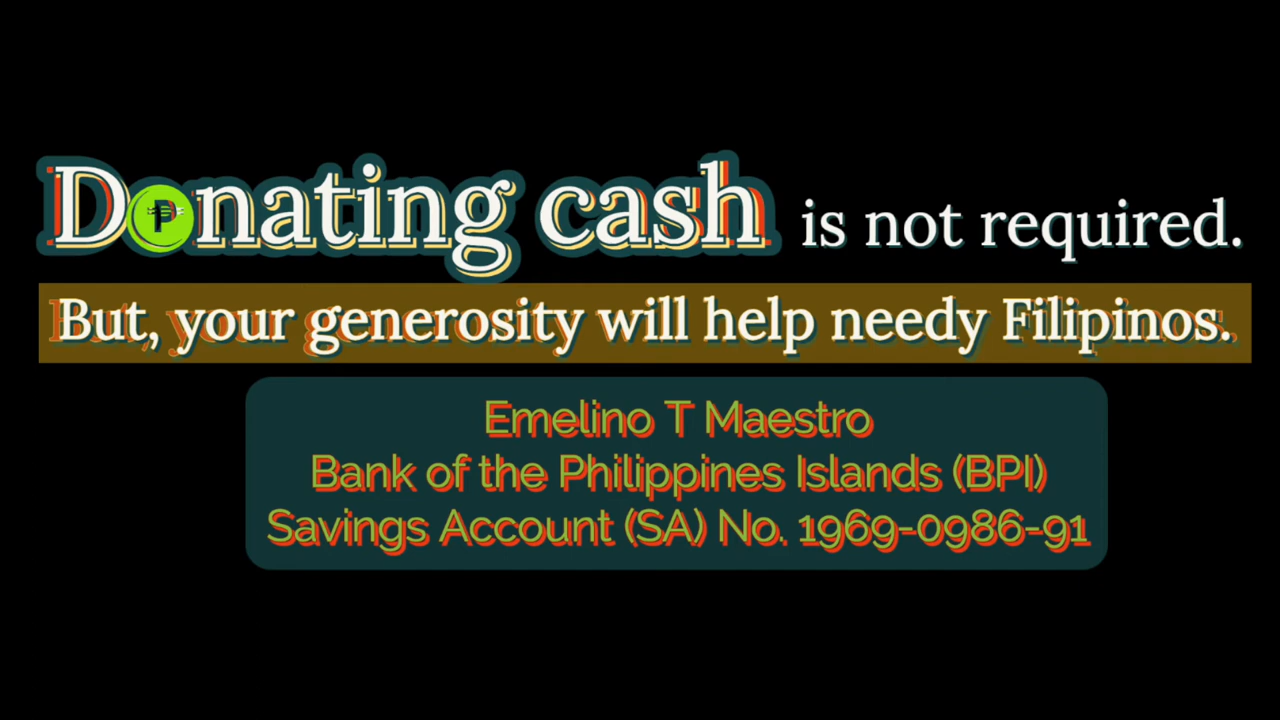 Donating cash is not required.
But, your generosity will help needy Filipinos.
Emelino T Maestro
Bank of the Philippines Islands (BPI)
Savings Account (SA) No. 1969-0986-91